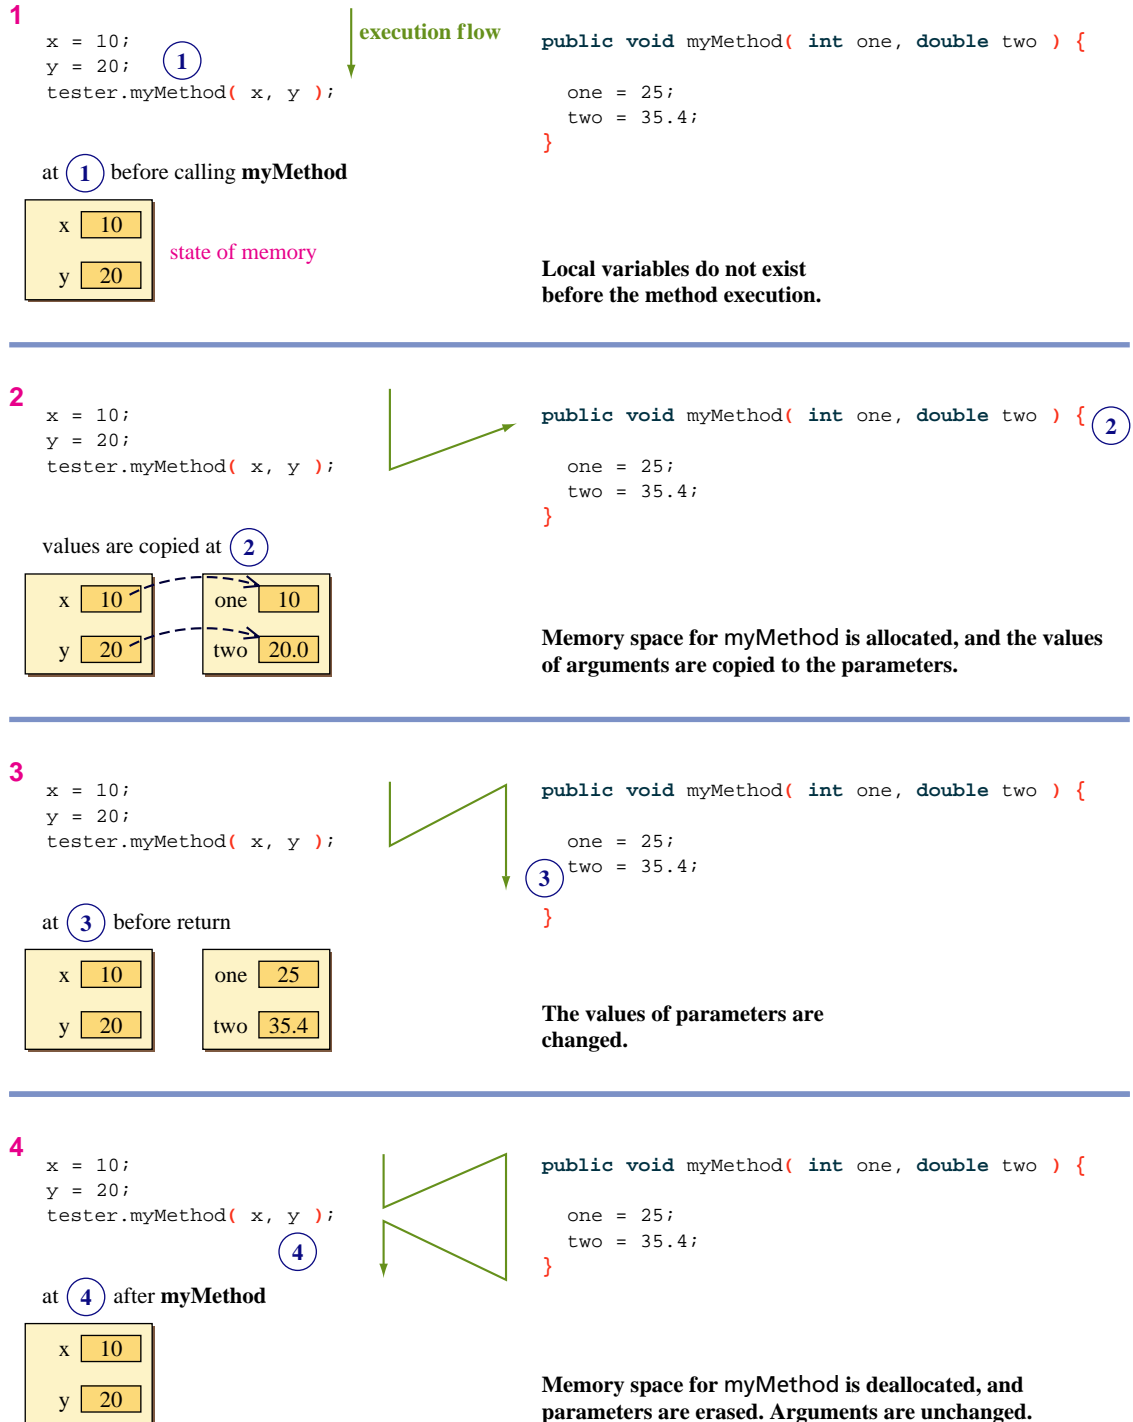 1
x = 10;
y = 20;
tester.myMethod( x, y );
1
execution flow
public void myMethod( int one, double two ) {
one = 25;
two = 35.4;
}
at 1 before calling myMethod
x 10
y 20
state of memory
Local variables do not exist
before the method execution.
2
x = 10;
y = 20;
tester.myMethod( x, y );
public void myMethod( int one, double two ) {
2
one = 25;
two = 35.4;
}
values are copied at 2
x 10 one 10
y 20 two 20.0
Memory space for myMethod is allocated, and the values
of arguments are copied to the parameters.
3
x = 10;
y = 20;
tester.myMethod( x, y );
public void myMethod( int one, double two ) {
one = 25;
two = 35.4;
3
}
at 3 before return
x 10 one 25
y 20 two 35.4
The values of parameters are
changed.
4
x = 10;
y = 20;
tester.myMethod( x, y );
4
public void myMethod( int one, double two ) {
one = 25;
two = 35.4;
}
at 4 after myMethod
x 10
y 20
Memory space for myMethod is deallocated, and
parameters are erased. Arguments are unchanged.